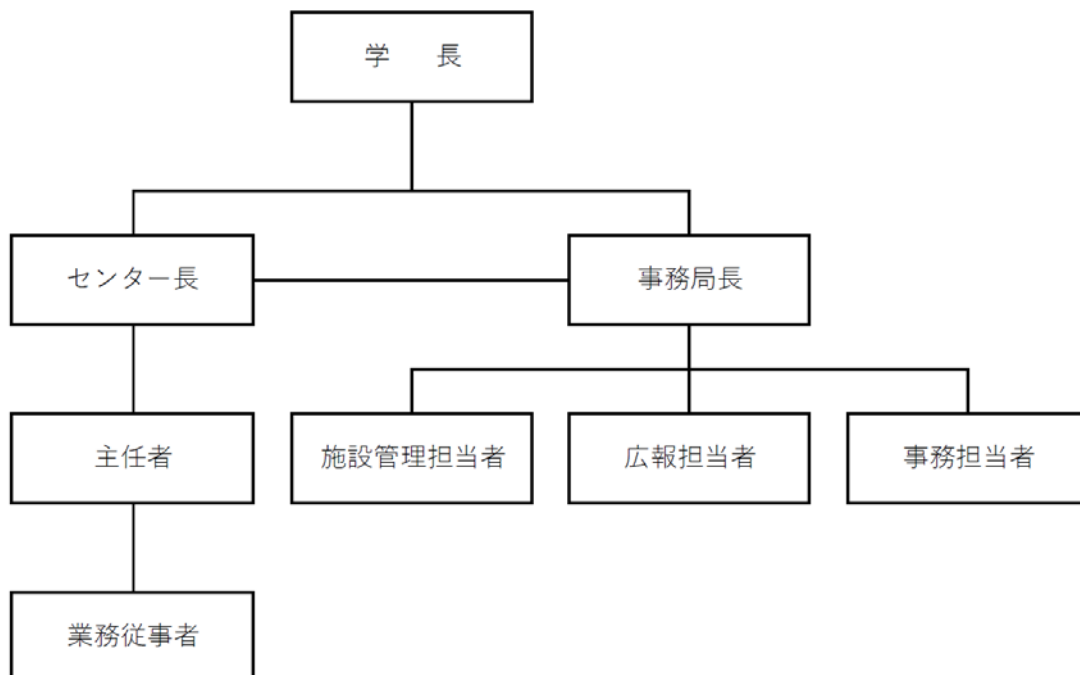 学　長
センター長
事務局長
主任者
施設管理担当者
広報担当者
事務担当者
業務従事者